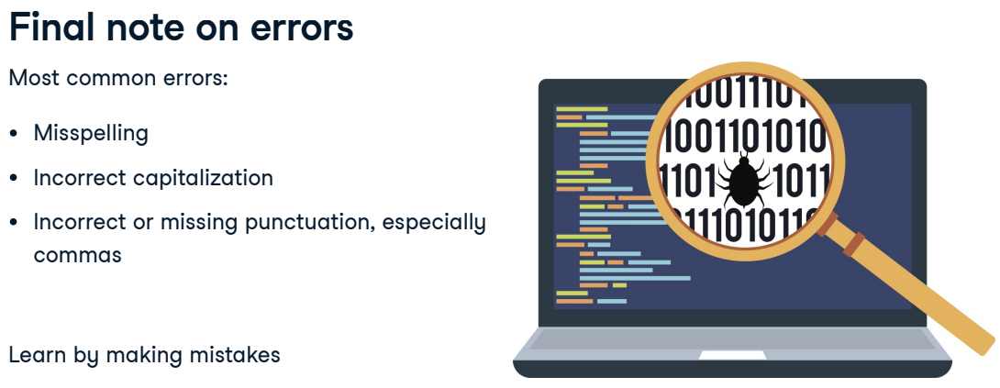 Final note on errors
Most common errors:
• Misspelling
• Incorrect capitalization
• Incorrect or missing punctuation, especially
commas
Learn by making mistakes
10011101
1001101010
1101 1011
0111010110